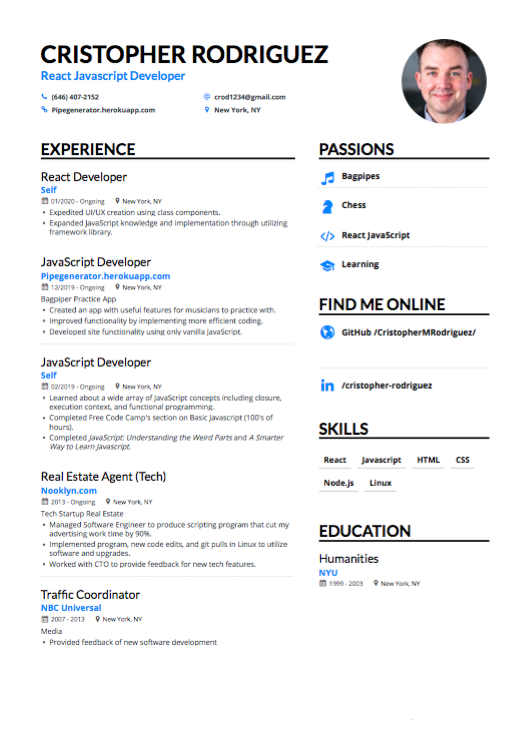 CRISTOPHER RODRIGUEZ
React Javascript Developer
(646) 407-2152
crod1234@gmail.com
Pipegenerator.herokuapp.com
New York, NY
EXPERIENCE
React Developer
Self
01/2020 - Ongoing New York, NY
• Expedited UI/UX creation using class components.
• Expanded JavaScript knowledge and implementation through utilizing
framework library.
JavaScript Developer
Pipegenerator.herokuapp.com
12/2019 - Ongoing New York, NY
Bagpiper Practice App
• Created an app with useful features for musicians to practice with.
• Improved functionality by implementing more efficient coding.
• Developed site functionality using only vanilla JavaScript.
JavaScript Developer
Self
02/2019 - Ongoing New York, NY
• Learned about a wide array of JavaScript concepts including closure,
execution context, and functional programming.
• Completed Free Code Camp's section on Basic Javascript (100's of
hours).
• Completed JavaScript: Understanding the Weird Parts and A Smarter
Way to Learn Javascript.
Real Estate Agent (Tech)
Nooklyn.com
2013 - Ongoing New York, NY
Tech Startup Real Estate
• Managed Software Engineer to produce scripting program that cut my
advertising work time by 90%.
• Implemented program, new code edits, and git pulls in Linux to utilize
software and upgrades.
• Worked with CTO to provide feedback for new tech features.
Traffic Coordinator
NBC Universal
2007 - 2013 New York, NY
Media
• Provided feedback of new software development
PASSIONS
Bagpipes
Chess
React JavaScript
Learning
FIND ME ONLINE
GitHub /CristopherMRodriguez/
/cristopher-rodriguez
SKILLS
React Javascript HTML CSS
Node.js Linux
EDUCATION
Humanities
NYU
1999 - 2003 New York, NY